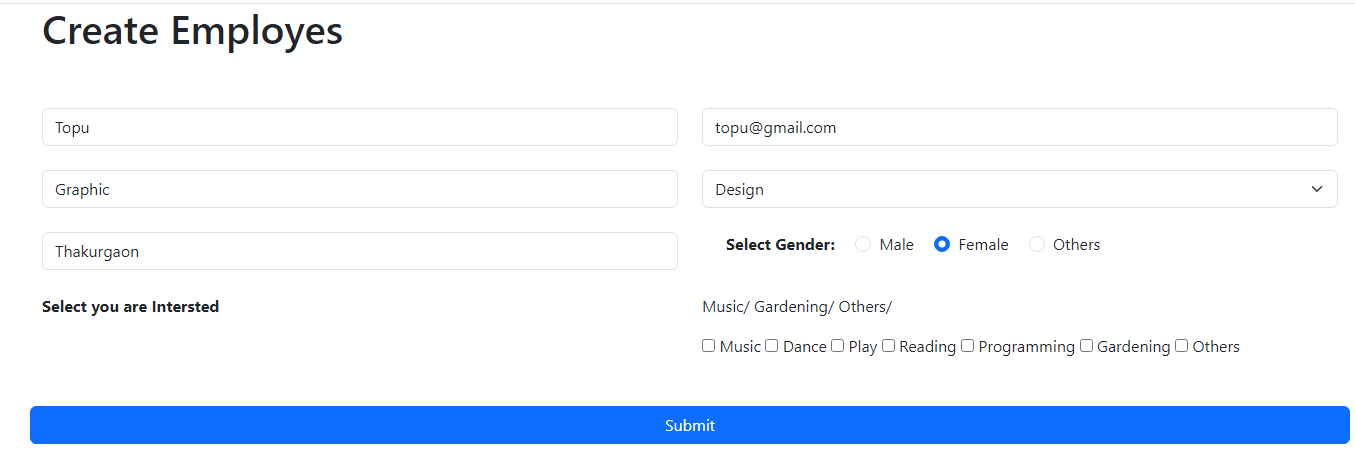 Create Employes
Topu topu@gmail.com
Graphic Design
Thakurgaon Select Gender: Male Female Others
Select you are Intersted Music/ Gardening/ Others/
Music Dance Play Reading Programming Gardening Others
Submit